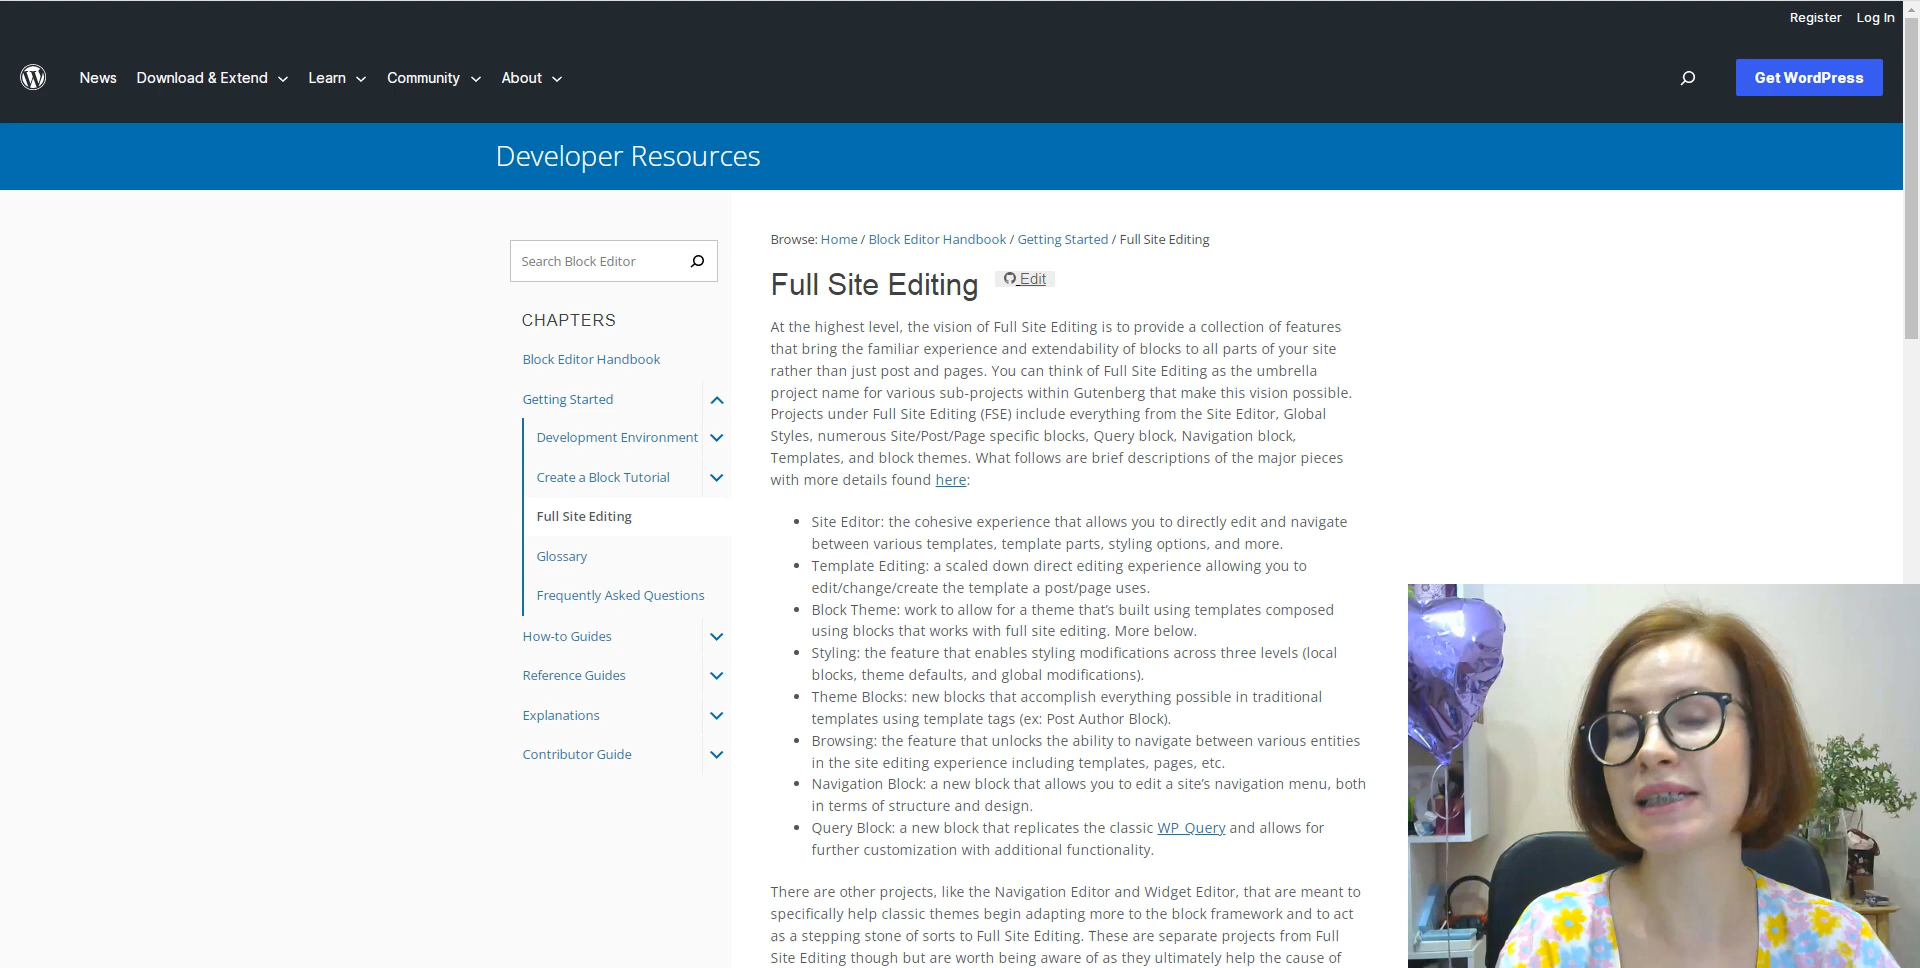 Register Log In
News Download & Extend Learn Community About Get WordPress
Developer Resources
Search Block Editor
CHAPTERS
Block Editor Handbook
Getting Started
Development Environment
Create a Block Tutorial
Full Site Editing
Glossary
Frequently Asked Questions
How-to Guides
Reference Guides
Explanations
Contributor Guide
Browse: Home / Block Editor Handbook / Getting Started / Full Site Editing
Full Site Editing Edit
At the highest level, the vision of Full Site Editing is to provide a collection of features
that bring the familiar experience and extendability of blocks to all parts of your site
rather than just post and pages. You can think of Full Site Editing as the umbrella
project name for various sub-projects within Gutenberg that make this vision possible.
Projects under Full Site Editing (FSE) include everything from the Site Editor, Global
Styles, numerous Site/Post/Page specific blocks, Query block, Navigation block,
Templates, and block themes. What follows are brief descriptions of the major pieces
with more details found here:
• Site Editor: the cohesive experience that allows you to directly edit and navigate
between various templates, template parts, styling options, and more.
• Template Editing: a scaled down direct editing experience allowing you to
edit/change/create the template a post/page uses.
• Block Theme: work to allow for a theme that’s built using templates composed
using blocks that works with full site editing. More below.
• Styling: the feature that enables styling modifications across three levels (local
blocks, theme defaults, and global modifications).
• Theme Blocks: new blocks that accomplish everything possible in traditional
templates using template tags (ex: Post Author Block).
• Browsing: the feature that unlocks the ability to navigate between various entities
in the site editing experience including templates, pages, etc.
• Navigation Block: a new block that allows you to edit a site’s navigation menu, both
in terms of structure and design.
• Query Block: a new block that replicates the classic WP_Query and allows for
further customization with additional functionality.
There are other projects, like the Navigation Editor and Widget Editor, that are meant to
specifically help classic themes begin adapting more to the block framework and to act
as a stepping stone of sorts to Full Site Editing. These are separate projects from Full
Site Editing though but are worth being aware of as they ultimately help the cause of